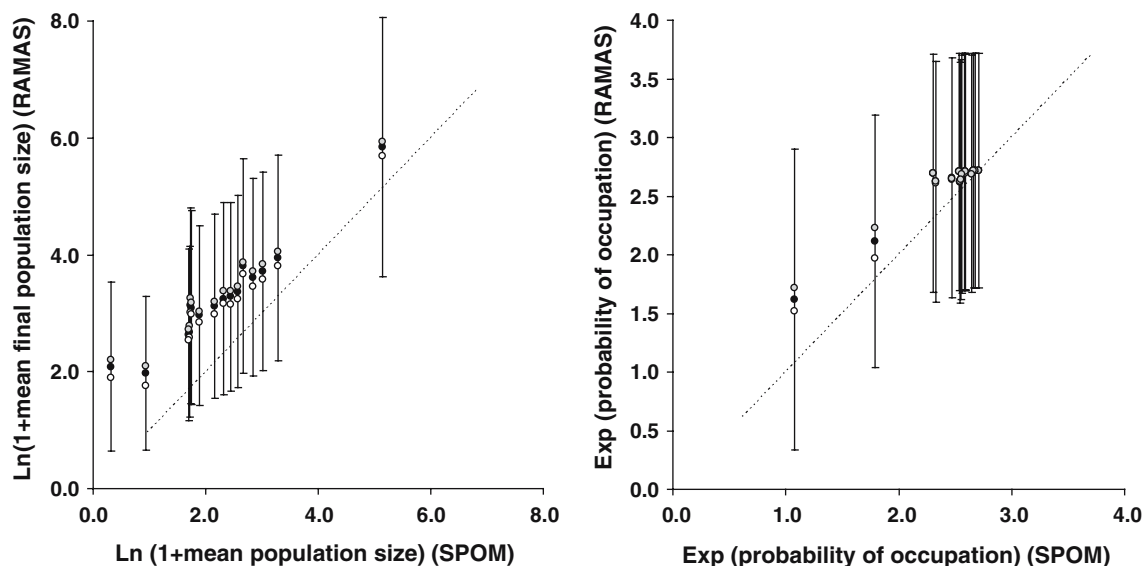 Ln(1+mean final population size) (RAMAS)
8.0
6.0
4.0
2.0
0.0
0.0 2.0 4.0 6.0 8.0
Ln (1+mean population size) (SPOM)
Exp (probability of occupation) (RAMAS)
4.0
3.5
3.0
2.5
2.0
1.5
1.0
0.5
0.0
0.0 1.0 2.0 3.0 4.0
Exp (probability of occupation) (SPOM)